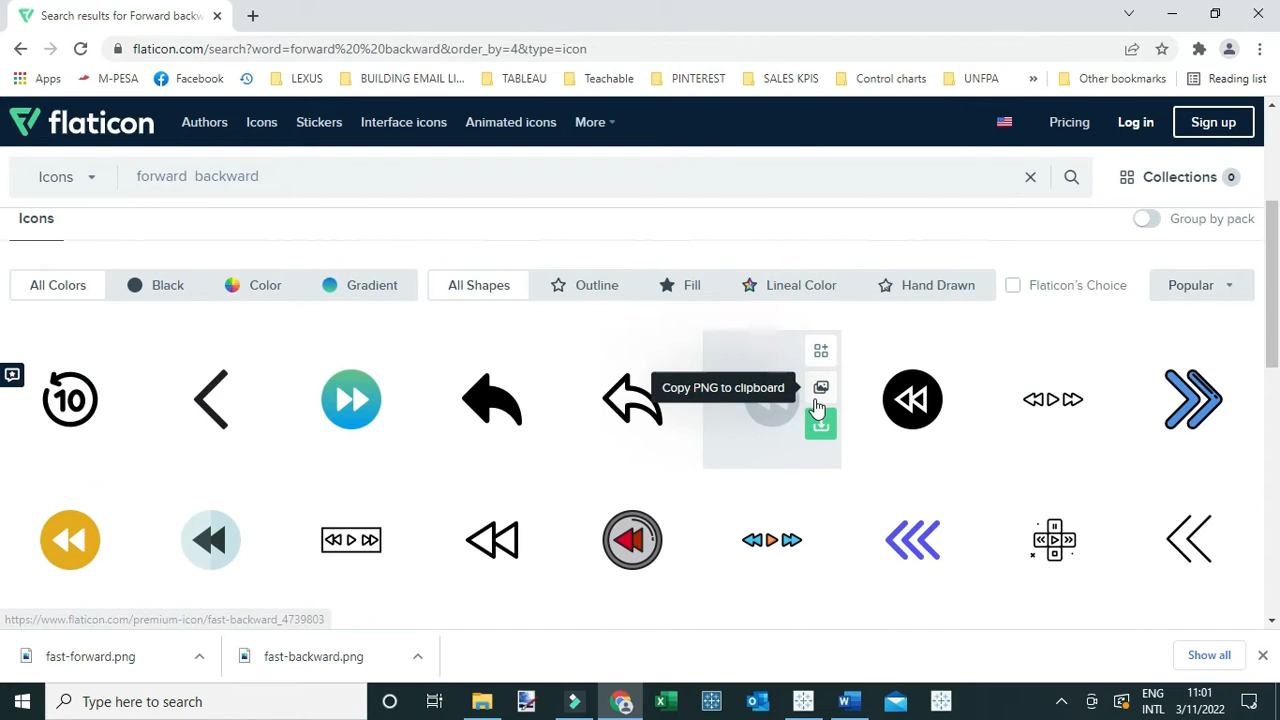 Search results for Forward backw
flaticon.com/search?word=forward%20%20backward&order_by=4&type=icon
Apps M-PESA Facebook LEXUS BUILDING EMAIL LI... TABLEAU Teachable PINTEREST SALES KPIS Control charts UNFPA » Other bookmarks Reading list
flaticon Authors Icons Stickers Interface icons Animated icons More Pricing Log in Sign up
Icons forward backward Collections 0
Icons Group by pack
All Colors Black Color Gradient All Shapes Outline Fill Lineal Color Hand Drawn Flaticon's Choice Popular
Copy PNG to clipboard
10
https://www.flaticon.com/premium-icon/fast-backward_4739803
fast-forward.png fast-backward.png Show all
Type here to search
ENG 11:01
INTL 3/11/2022